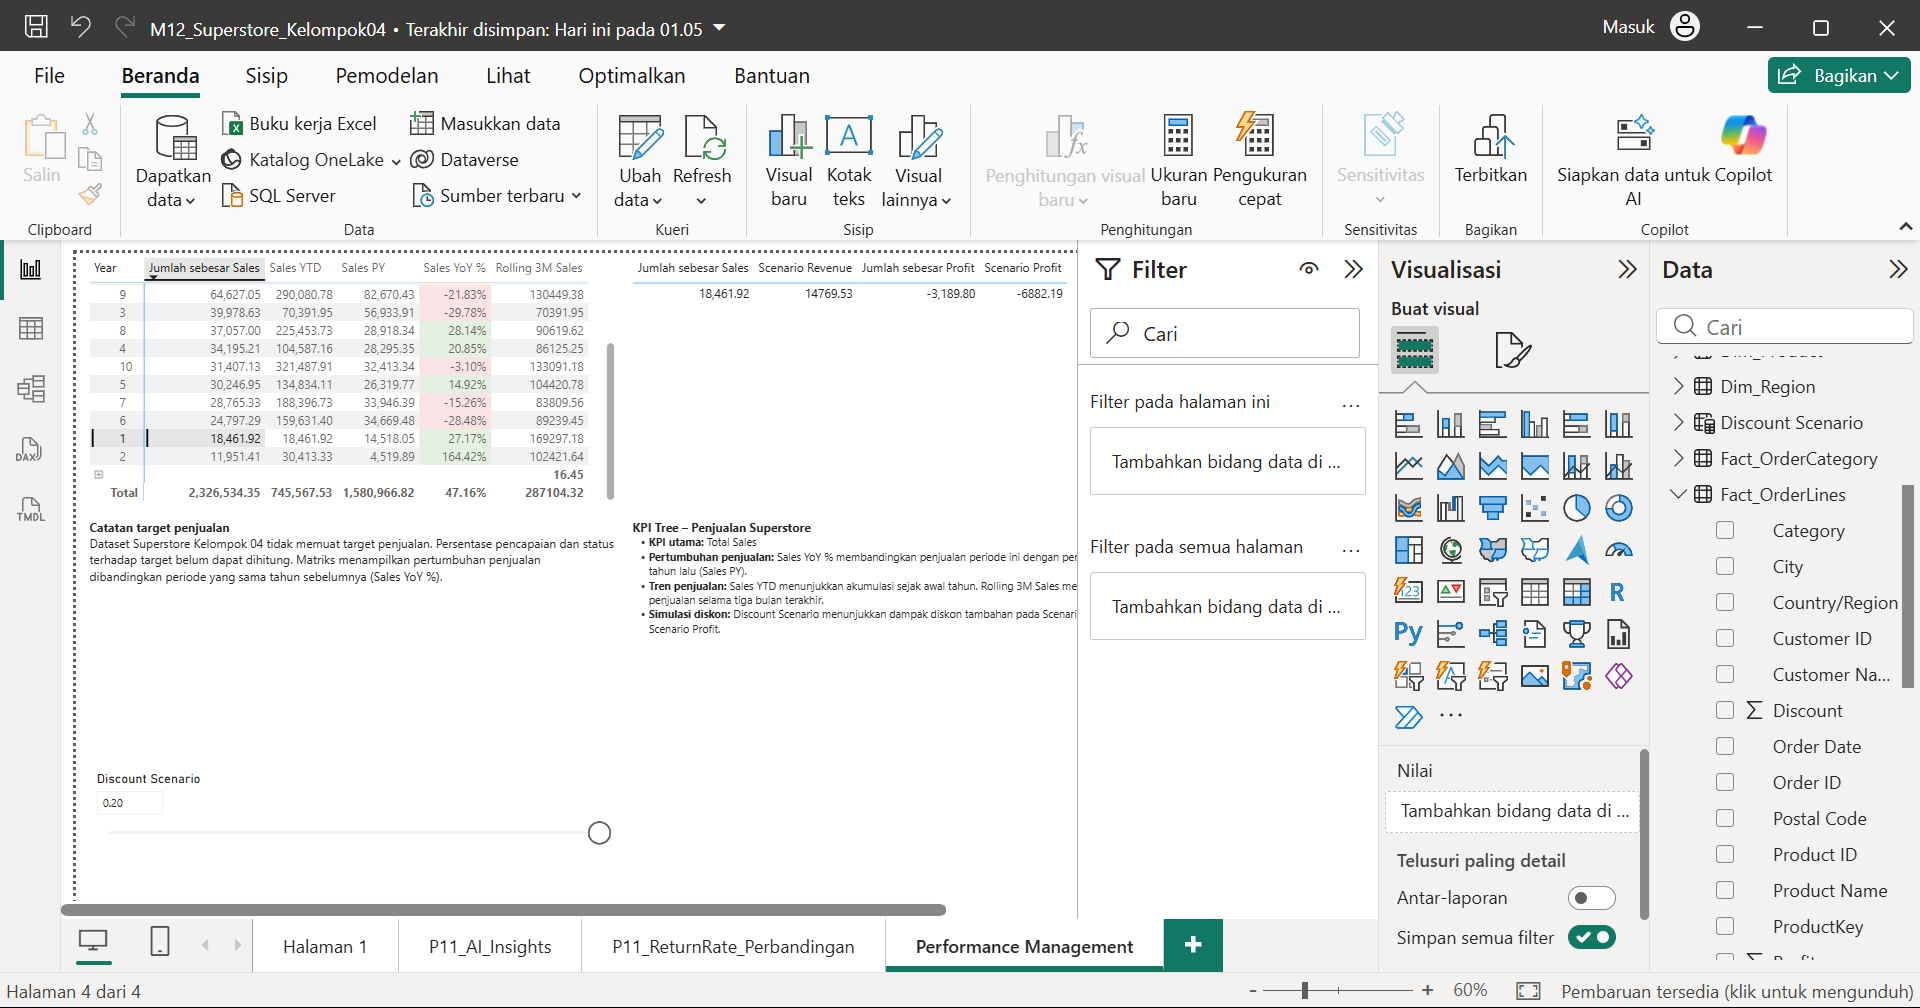 M12_Superstore_Kelompok04 • Terakhir disimpan: Hari ini pada 01.05
Masuk
File
Beranda
Sisip
Pemodelan
Lihat
Optimalkan
Bantuan
Bagikan
Salin
Clipboard
Dapatkan data
Buku kerja Excel
Katalog OneLake
SQL Server
Masukkan data
Dataverse
Sumber terbaru
Data
Ubah data
Refresh
Kueri
Visual baru
Kotak teks
Visual lainnya
Sisip
Penghitungan visual baru
Ukuran baru
Pengukuran cepat
Penghitungan
Sensitivitas
Sensitivitas
Terbitkan
Bagikan
Siapkan data untuk AI
Copilot
Copilot
DAX
TMDL
Year Jumlah sebesar Sales Sales YTD Sales PY Sales YoY % Rolling 3M Sales
9 64,627.05 290,080.78 82,670.43 -21.83% 130449.38
3 39,978.63 70,391.95 56,933.91 -29.78% 70391.95
8 37,057.00 225,453.73 28,918.34 28.14% 90619.62
4 34,195.21 104,587.16 28,295.35 20.85% 86125.25
10 31,407.13 321,487.91 32,413.34 -3.10% 133091.18
5 30,246.95 134,834.11 26,319.77 14.92% 104420.78
7 28,765.33 188,396.73 33,946.39 -15.26% 83809.56
6 24,797.29 159,631.40 34,669.48 -28.48% 89239.45
1 18,461.92 18,461.92 14,518.05 27.17% 169297.18
2 11,951.41 30,413.33 4,519.89 164.42% 102421.64
16.45
Total 2,326,534.35 745,567.53 1,580,966.82 47.16% 287104.32
Jumlah sebesar Sales Scenario Revenue Jumlah sebesar Profit Scenario Profit
18,461.92 14769.53 -3,189.80 -6882.19
Catatan target penjualan
Dataset Superstore Kelompok 04 tidak memuat target penjualan. Persentase pencapaian dan status
terhadap target belum dapat dihitung. Matriks menampilkan pertumbuhan penjualan
dibandingkan periode yang sama tahun sebelumnya (Sales YoY %).
KPI Tree – Penjualan Superstore
• KPI utama: Total Sales
• Pertumbuhan penjualan: Sales YoY % membandingkan penjualan periode ini dengan per
tahun lalu (Sales PY).
• Tren penjualan: Sales YTD menunjukkan akumulasi sejak awal tahun. Rolling 3M Sales me
penjualan selama tiga bulan terakhir.
• Simulasi diskon: Discount Scenario menunjukkan dampak diskon tambahan pada Scenari
Scenario Profit.
Discount Scenario
0.20
Filter
Cari
Filter pada halaman ini ...
Tambahkan bidang data di ...
Filter pada semua halaman ...
Tambahkan bidang data di ...
Visualisasi
Buat visual
123
R
Py
...
Nilai
Tambahkan bidang data di ...
Telusuri paling detail
Antar-laporan
Simpan semua filter
Data
Cari
Dim_Product
Dim_Region
Discount Scenario
Fact_OrderCategory
Fact_OrderLines
Category
City
Country/Region
Customer ID
Customer Na...
Discount
Order Date
Order ID
Postal Code
Product ID
Product Name
ProductKey
Profit
Halaman 1
P11_AI_Insights
P11_ReturnRate_Perbandingan
Performance Management
Halaman 4 dari 4
- + 60%
Pembaruan tersedia (klik untuk mengunduh)